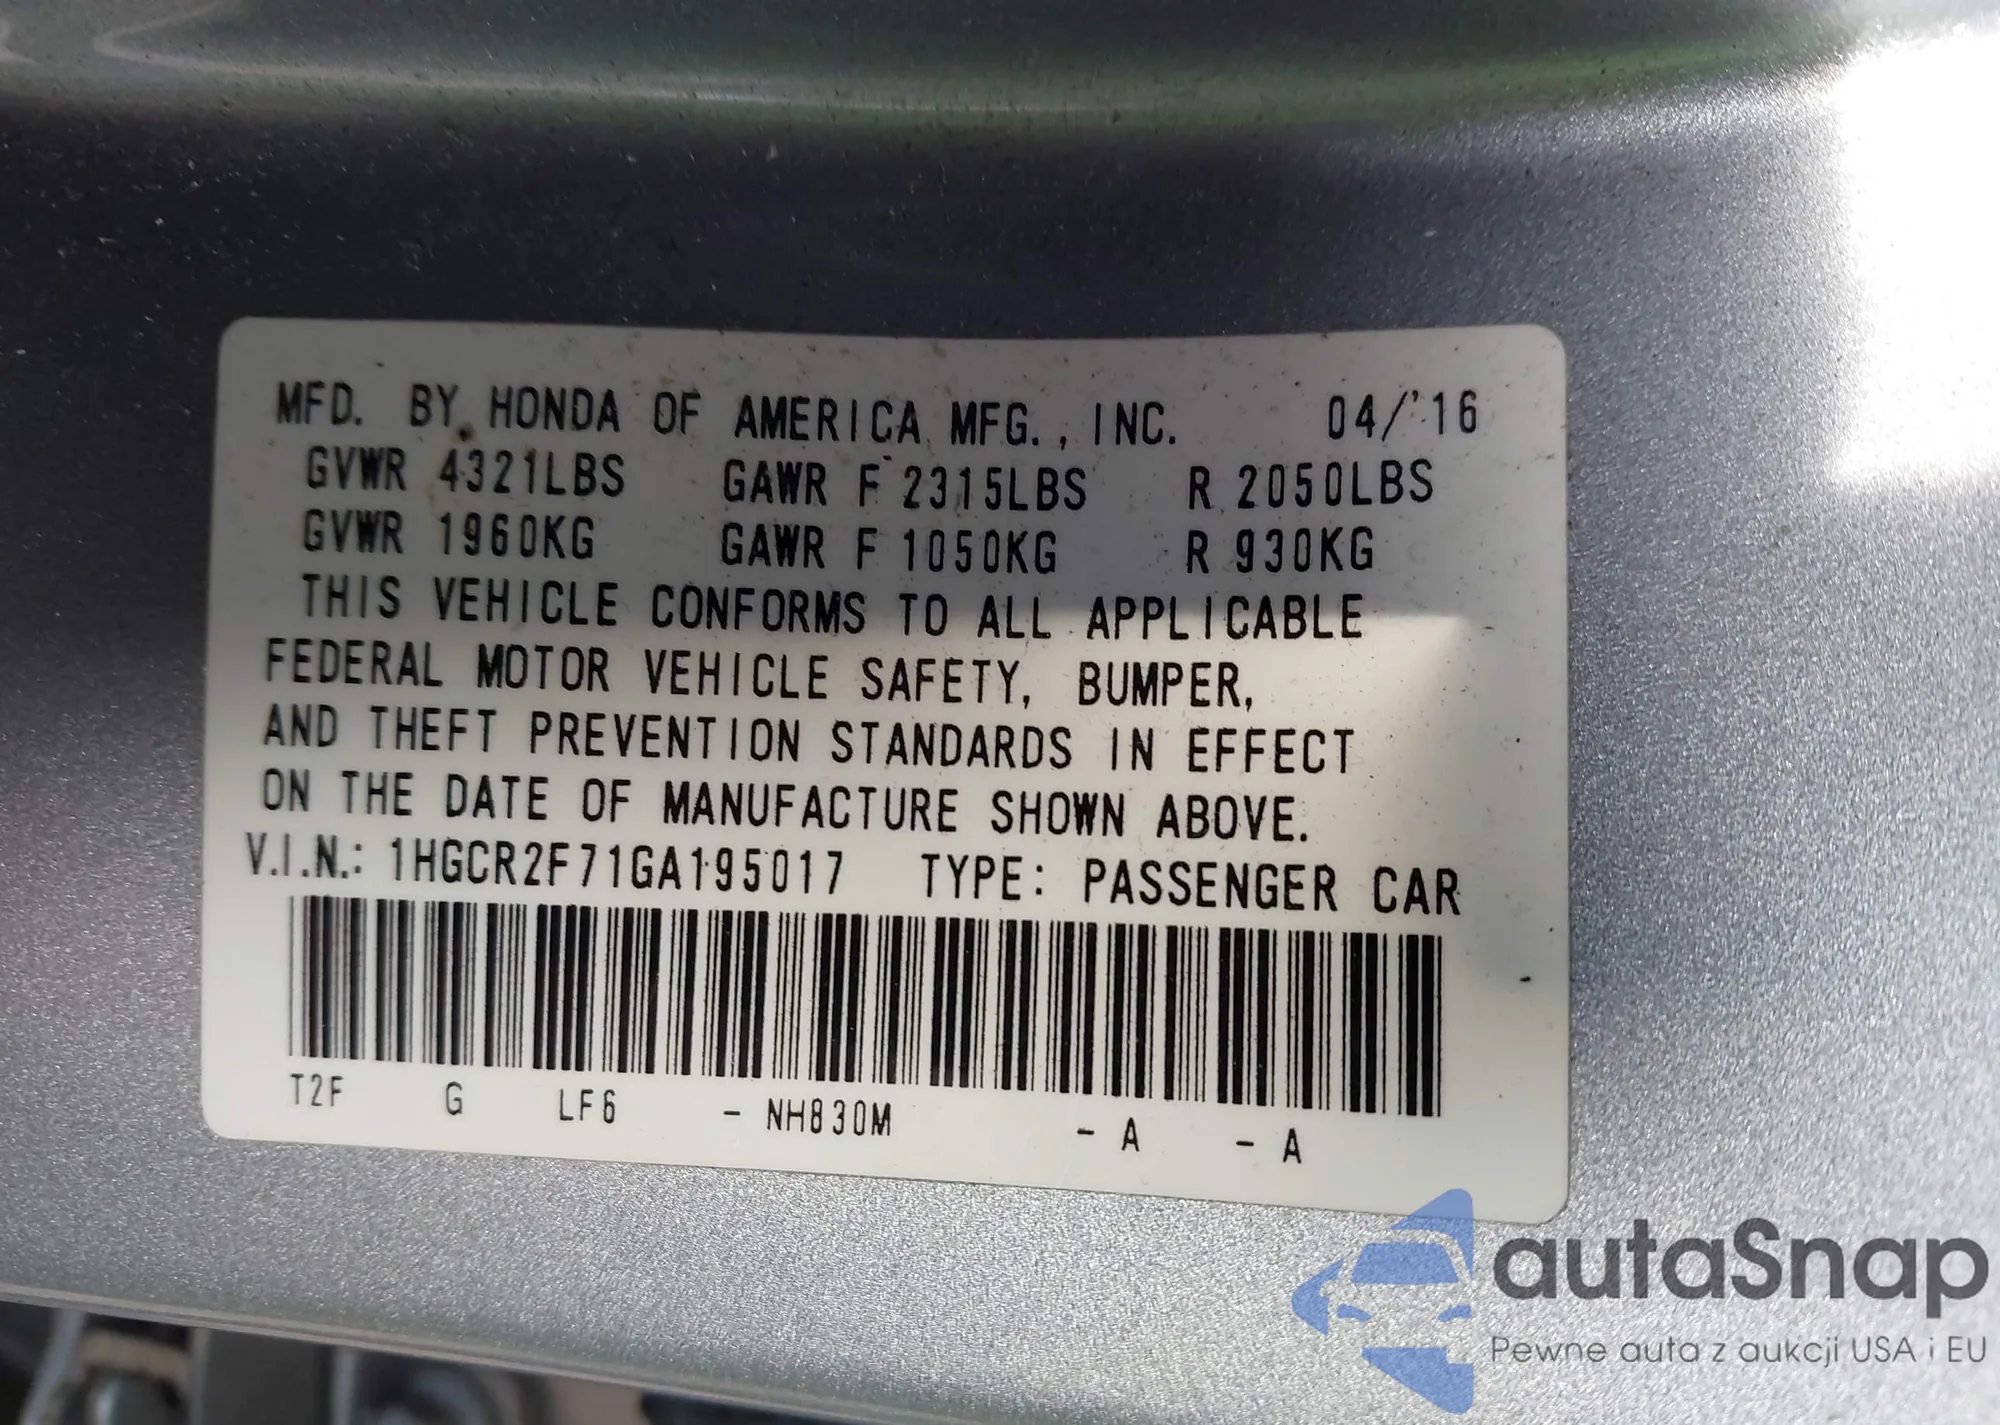 MFD. BY HONDA OF AMERICA MFG., INC. 04/'16
GVWR 4321LBS GAWR F 2315LBS R 2050LBS
GVWR 1960KG GAWR F 1050KG R 930KG
THIS VEHICLE CONFORMS TO ALL APPLICABLE
FEDERAL MOTOR VEHICLE SAFETY, BUMPER,
AND THEFT PREVENTION STANDARDS IN EFFECT
ON THE DATE OF MANUFACTURE SHOWN ABOVE.
V.I.N.: 1HGCR2F71GA195017 TYPE: PASSENGER CAR
T2F G LF6 - NH830M - A - A
autaSnap
Pewne auta z aukcji USA i EU